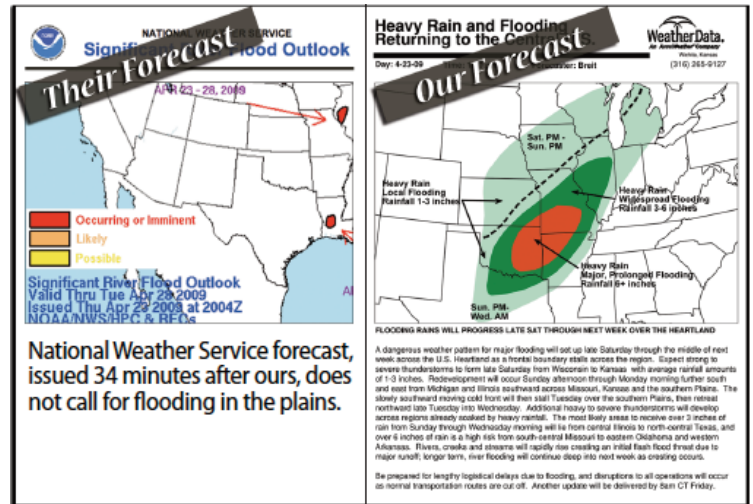 NATIONAL WEATHER SERVICE
Significant Flood Outlook
Their Forecast
APR 23 - 28, 2009
Occurring or Imminent
Likely
Possible
Significant River Flood Outlook
Valid Thru Tue Apr 28 2009
Issued Thu Apr 23 2009 at 2004Z
NOAA/NWS/HPC & RFCs
National Weather Service forecast,
issued 34 minutes after ours, does
not call for flooding in the plains.
Heavy Rain and Flooding
Returning to the Central U.S.
WeatherData.
An AccuWeather Company
Wichita, Kansas
Day: 4-23-09
Forecaster: Breit
(316) 265-9127
Our Forecast
Sat. PM -
Sun. PM
Heavy Rain
Local Flooding
Rainfall 1-3 inches
Heavy Rain
Widespread Flooding
Rainfall 3-6 inches
Heavy Rain
Major, Prolonged Flooding
Rainfall 6+ inches
Sun. PM-
Wed. AM
FLOODING RAINS WILL PROGRESS LATE SAT THROUGH NEXT WEEK OVER THE HEARTLAND
A dangerous weather pattern for major flooding will set up late Saturday through the middle of next
week across the U.S. Heartland as a frontal boundary stalls across the region. Expect strong to
severe thunderstorms to form late Saturday from Wisconsin to Kansas with average rainfall amounts
of 1-3 inches. Redevelopment will occur Sunday afternoon through Monday morning further south
and east from Michigan and Illinois southward across Missouri, Kansas and the southern Plains. The
slowly southward moving cold front will then stall Tuesday over the southern Plains, then retreat
northward late Tuesday into Wednesday. Additional heavy to severe thunderstorms will develop
across regions already soaked by heavy rainfall. The most likely areas to receive over 3 inches of
rain from Sunday through Wednesday morning will lie from central Illinois to north-central Texas, and
over 6 inches of rain is a high risk from south-central Missouri to eastern Oklahoma and western
Arkansas. Rivers, creeks and streams will rapidly rise creating an initial flash flood threat due to
major runoff; longer term, river flooding will continue deep into next week as cresting occurs.
Be prepared for lengthy logistical delays due to flooding, and disruptions to all operations will occur
as normal transportation routes are cut off. Another update will be delivered by 8am CT Friday.